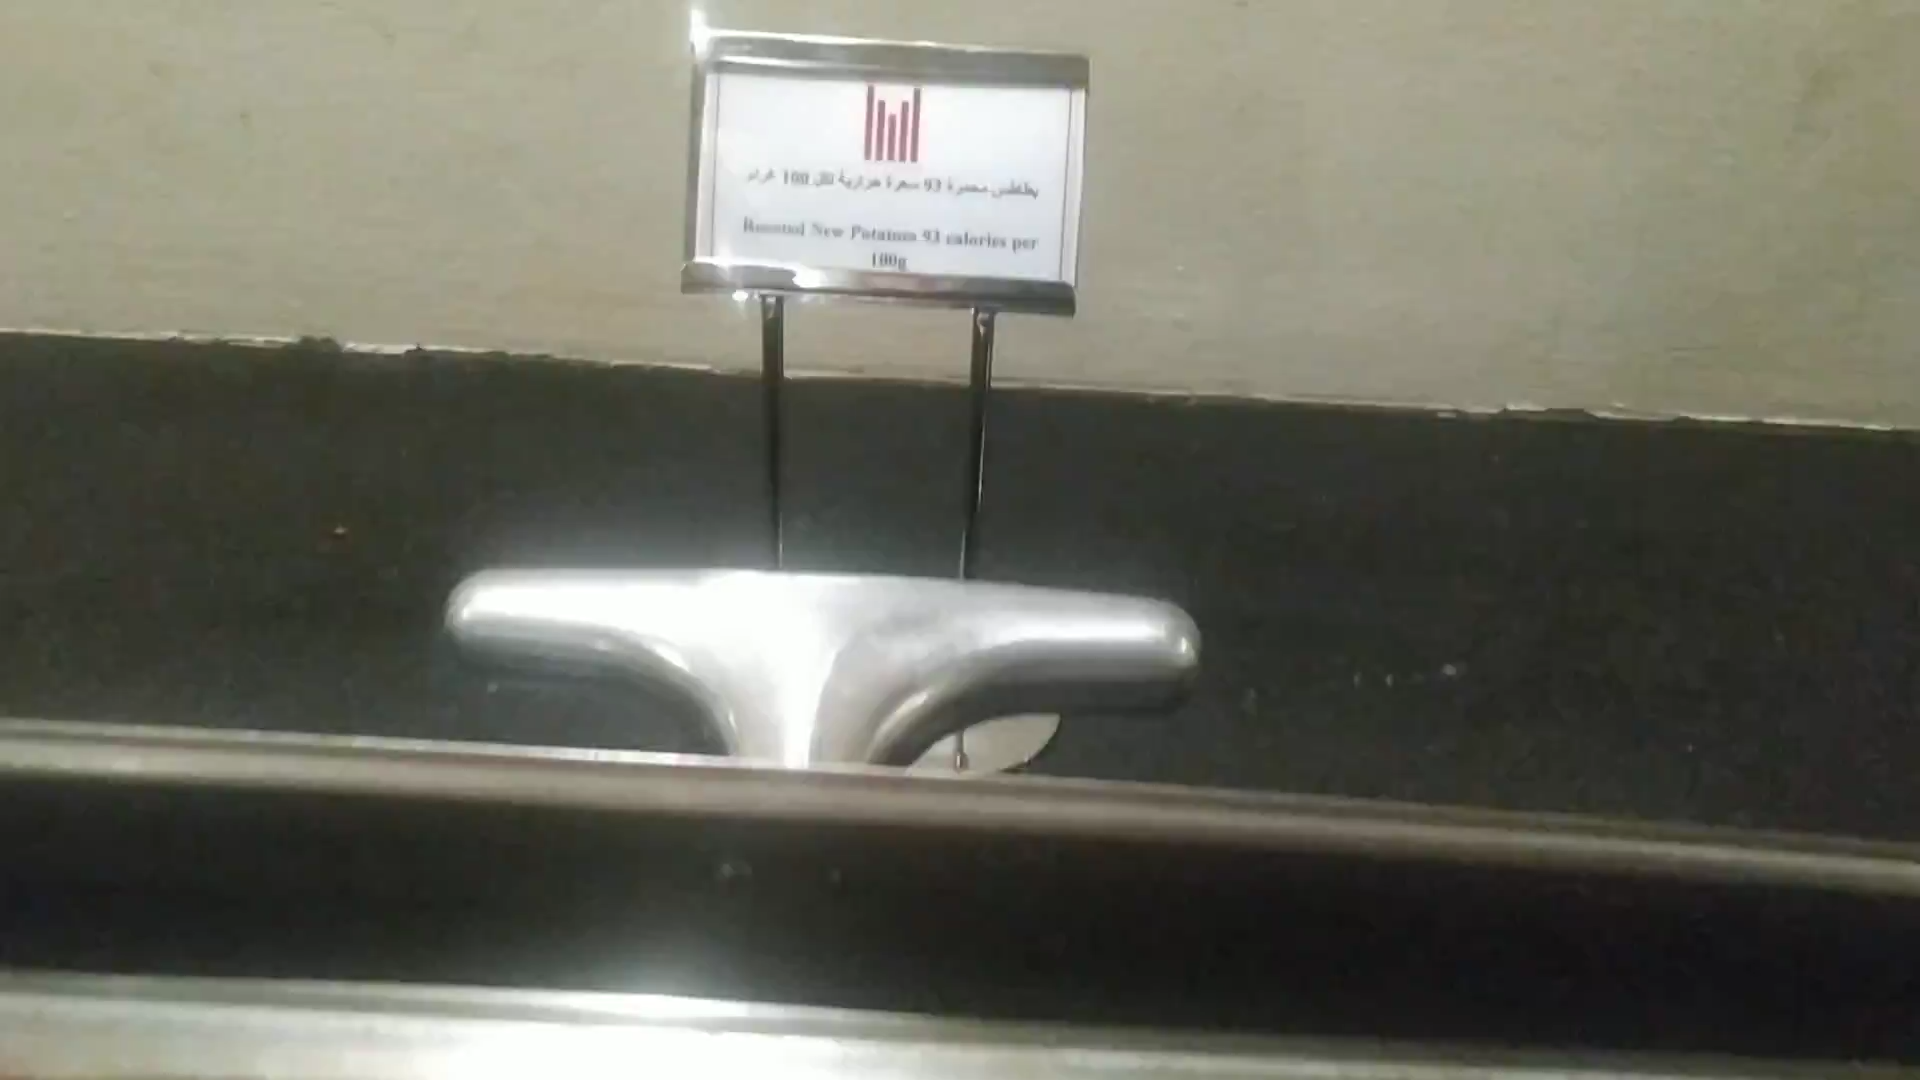 بطاطس محمرة 93 سعرة حرارية لكل 100 غرام
Roasted New Potatoes 93 calories per
100g